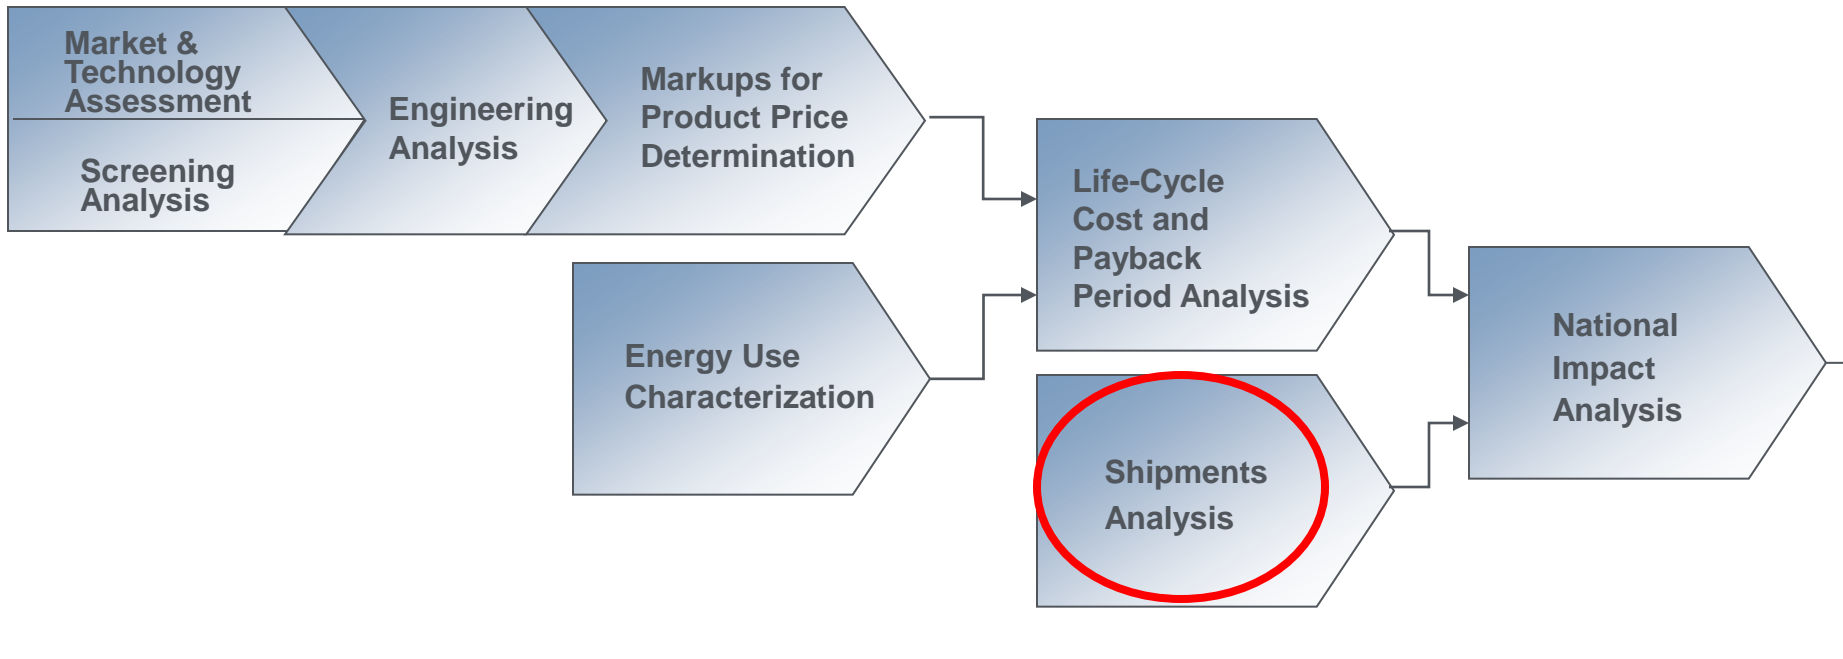 Market &
Technology
Assessment
Screening
Analysis
Engineering
Analysis
Markups for
Product Price
Determination
Energy Use
Characterization
Life-Cycle
Cost and
Payback
Period Analysis
Shipments
Analysis
National
Impact
Analysis